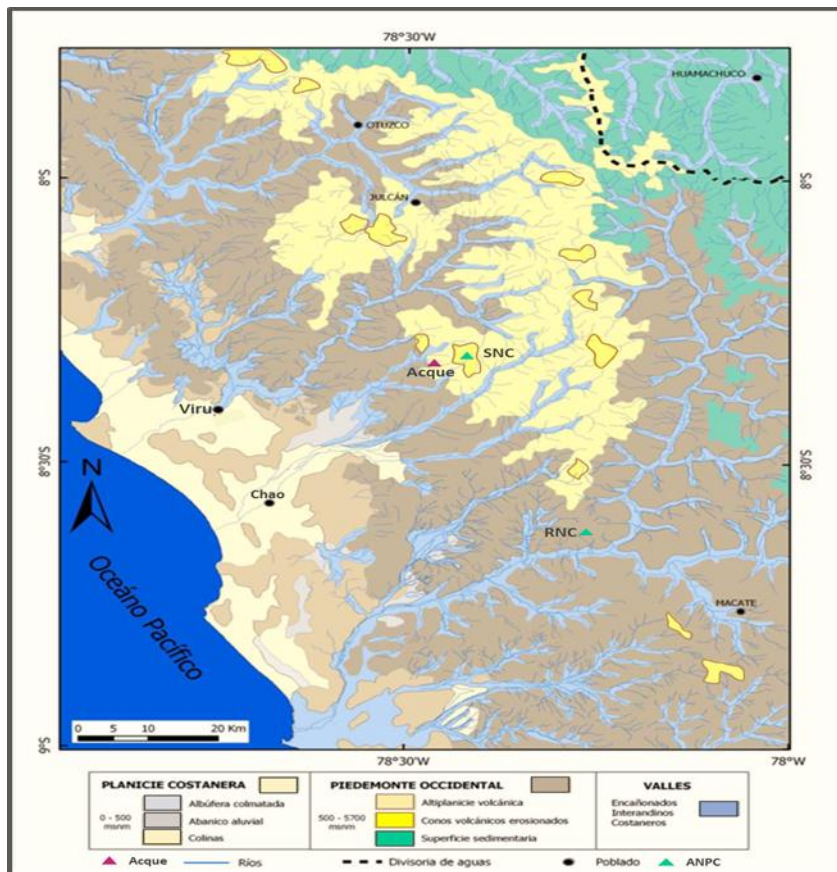 78°30'W
HUAMACHUCO
OTUZCO
8°S
8°S
JULCÁN
SNC
Acque
Viru
8°30'S
8°30'S
N
Chao
RNC
MACATE
Oceáno Pacífico
0 5 10 20 Km
9°S
78°30'W
78°W
PLANICIE COSTANERA
0 - 500 msnm
Albúfera colmatada
Abanico aluvial
Colinas
PIEDEMONTE OCCIDENTAL
500 - 5700 msnm
Altiplanicie volcánica
Conos volcánicos erosionados
Superficie sedimentaria
VALLES
Encañonados
Interandinos
Costaneros
Acque Ríos Divisoria de aguas Poblado ANPC